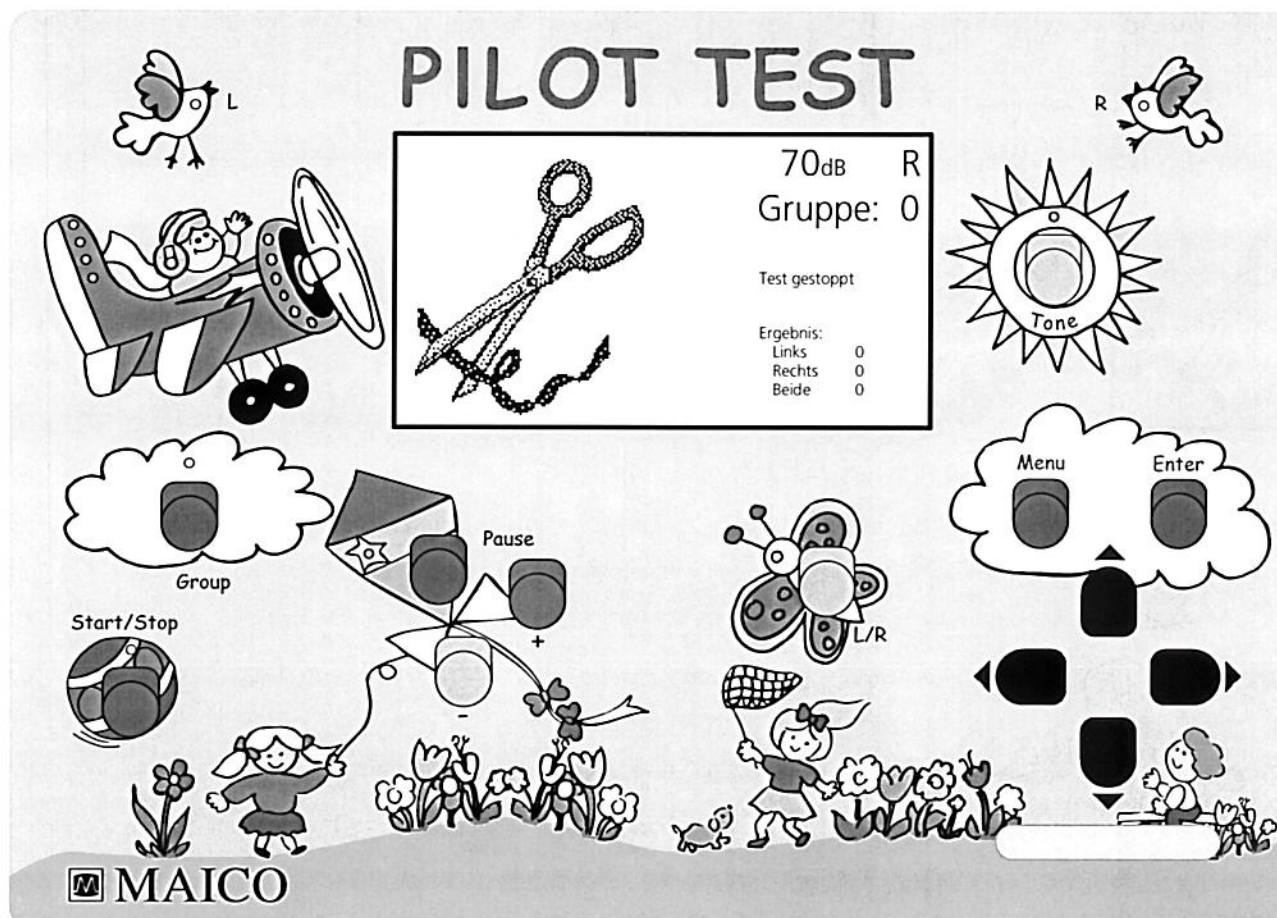 PILOT TEST
L
R
70dB R
Gruppe: 0
Test gestoppt
Ergebnis:
Links 0
Rechts 0
Beide 0
Tone
Menu
Enter
Group
Pause
Start/Stop
+
-
L/R
MAICO